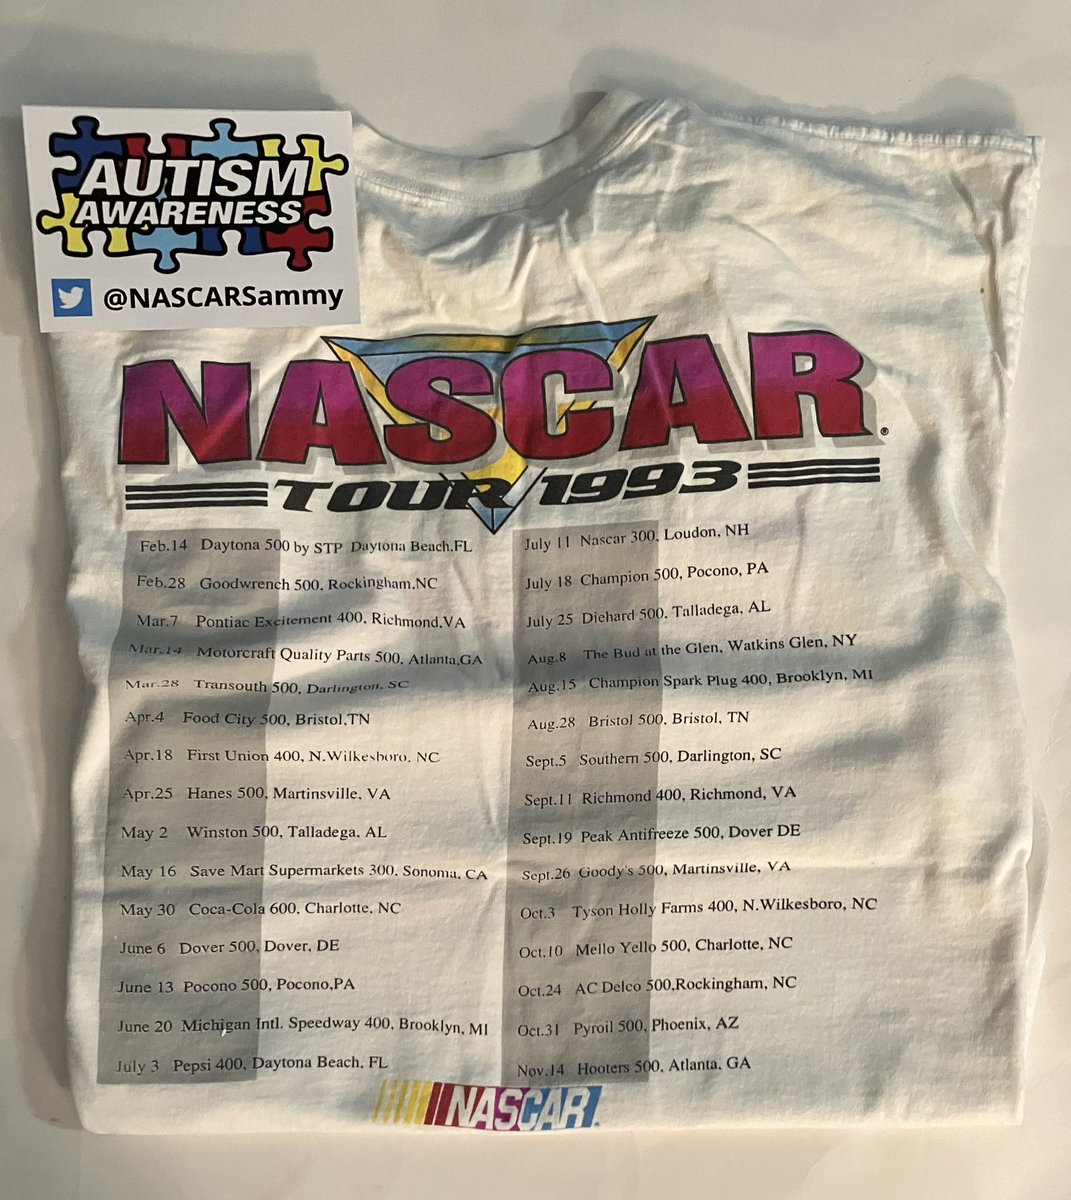 AUTISM
AWARENESS
@NASCARSammy
NASCAR®
TOUR 1993
Feb.14 Daytona 500 by STP Daytona Beach,FL
Feb.28 Goodwrench 500, Rockingham,NC
Mar.7 Pontiac Excitement 400, Richmond,VA
Mar.14 Motorcraft Quality Parts 500, Atlanta,GA
Mar.28 Transouth 500, Darlington, SC
Apr.4 Food City 500, Bristol,TN
Apr.18 First Union 400, N.Wilkesboro, NC
Apr.25 Hanes 500, Martinsville, VA
May 2 Winston 500, Talladega, AL
May 16 Save Mart Supermarkets 300, Sonoma, CA
May 30 Coca-Cola 600, Charlotte, NC
June 6 Dover 500, Dover, DE
June 13 Pocono 500, Pocono,PA
June 20 Michigan Intl. Speedway 400, Brooklyn, MI
July 3 Pepsi 400, Daytona Beach, FL
July 11 Nascar 300, Loudon, NH
July 18 Champion 500, Pocono, PA
July 25 Diehard 500, Talladega, AL
Aug.8 The Bud at the Glen, Watkins Glen, NY
Aug.15 Champion Spark Plug 400, Brooklyn, MI
Aug.28 Bristol 500, Bristol, TN
Sept.5 Southern 500, Darlington, SC
Sept.11 Richmond 400, Richmond, VA
Sept.19 Peak Antifreeze 500, Dover DE
Sept.26 Goody's 500, Martinsville, VA
Oct.3 Tyson Holly Farms 400, N.Wilkesboro, NC
Oct.10 Mello Yello 500, Charlotte, NC
Oct.24 AC Delco 500,Rockingham, NC
Oct.31 Pyroil 500, Phoenix, AZ
Nov.14 Hooters 500, Atlanta, GA
NASCAR®